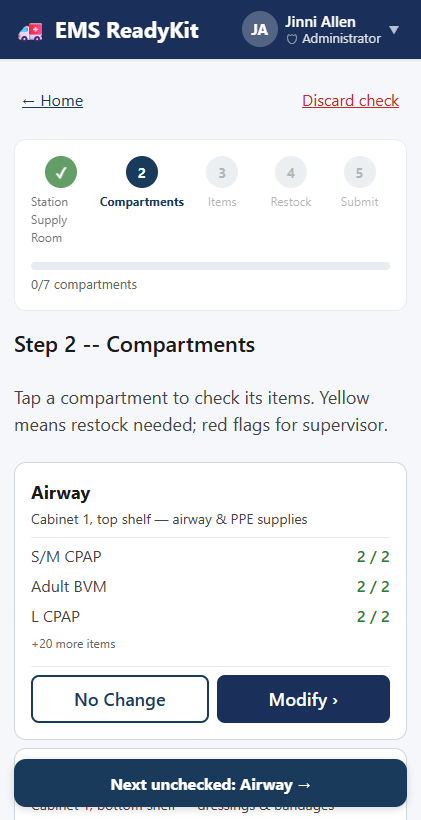 EMS ReadyKit
JA
Jinni Allen
Administrator
← Home
Discard check
✓
2
3
4
5
Station
Supply
Room
Compartments
Items
Restock
Submit
0/7 compartments
Step 2 -- Compartments
Tap a compartment to check its items. Yellow
means restock needed; red flags for supervisor.
Airway
Cabinet 1, top shelf — airway & PPE supplies
S/M CPAP 2 / 2
Adult BVM 2 / 2
L CPAP 2 / 2
+20 more items
No Change
Modify ›
Next unchecked: Airway →
Cabinet 1, bottom shelf — dressings & bandages